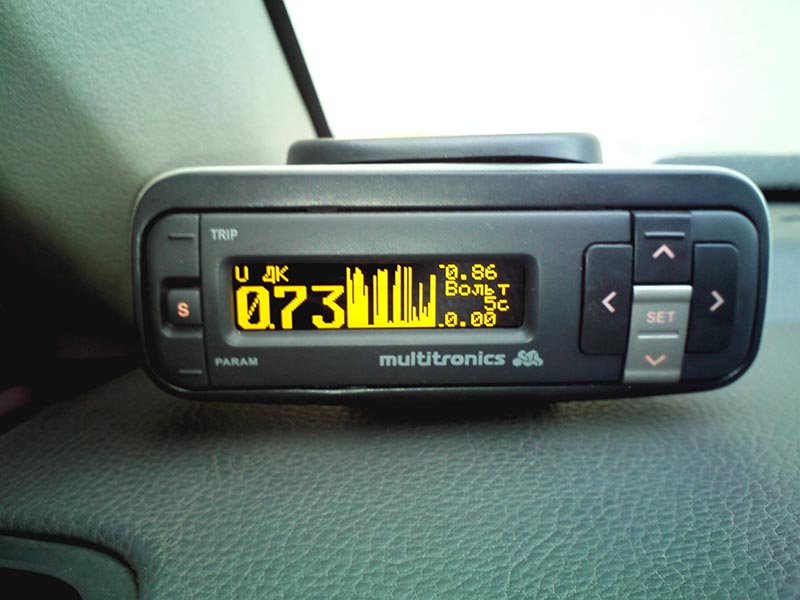 TRIP
S
PARAM
U ДК
0.73
0.86
Вольт
5с
0.00
multitronics
SET